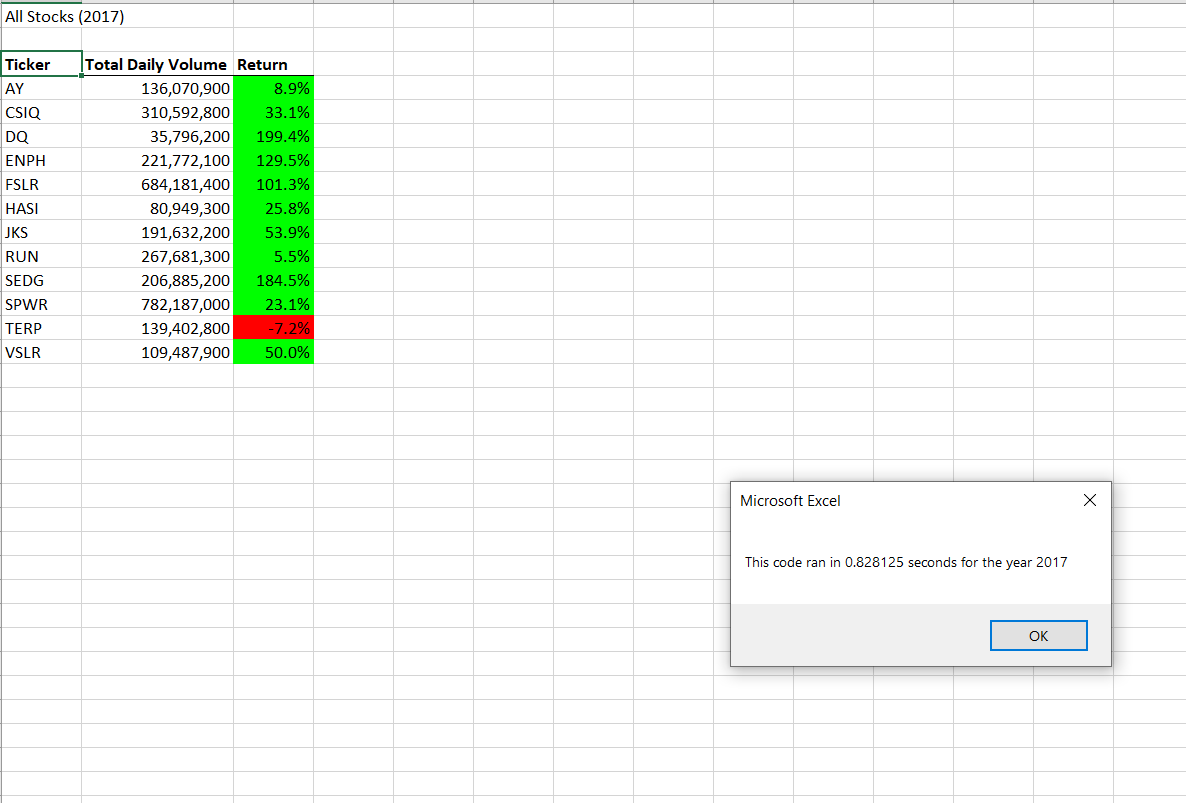 All Stocks (2017)
Ticker Total Daily Volume Return
AY 136,070,900 8.9%
CSIQ 310,592,800 33.1%
DQ 35,796,200 199.4%
ENPH 221,772,100 129.5%
FSLR 684,181,400 101.3%
HASI 80,949,300 25.8%
JKS 191,632,200 53.9%
RUN 267,681,300 5.5%
SEDG 206,885,200 184.5%
SPWR 782,187,000 23.1%
TERP 139,402,800 -7.2%
VSLR 109,487,900 50.0%
Microsoft Excel
This code ran in 0.828125 seconds for the year 2017
OK